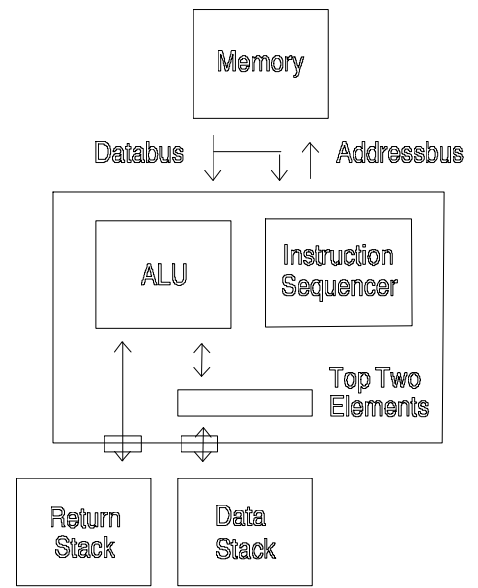 Memory
Databus
Addressbus
ALU
Instruction
Sequencer
Top Two
Elements
Return
Stack
Data
Stack